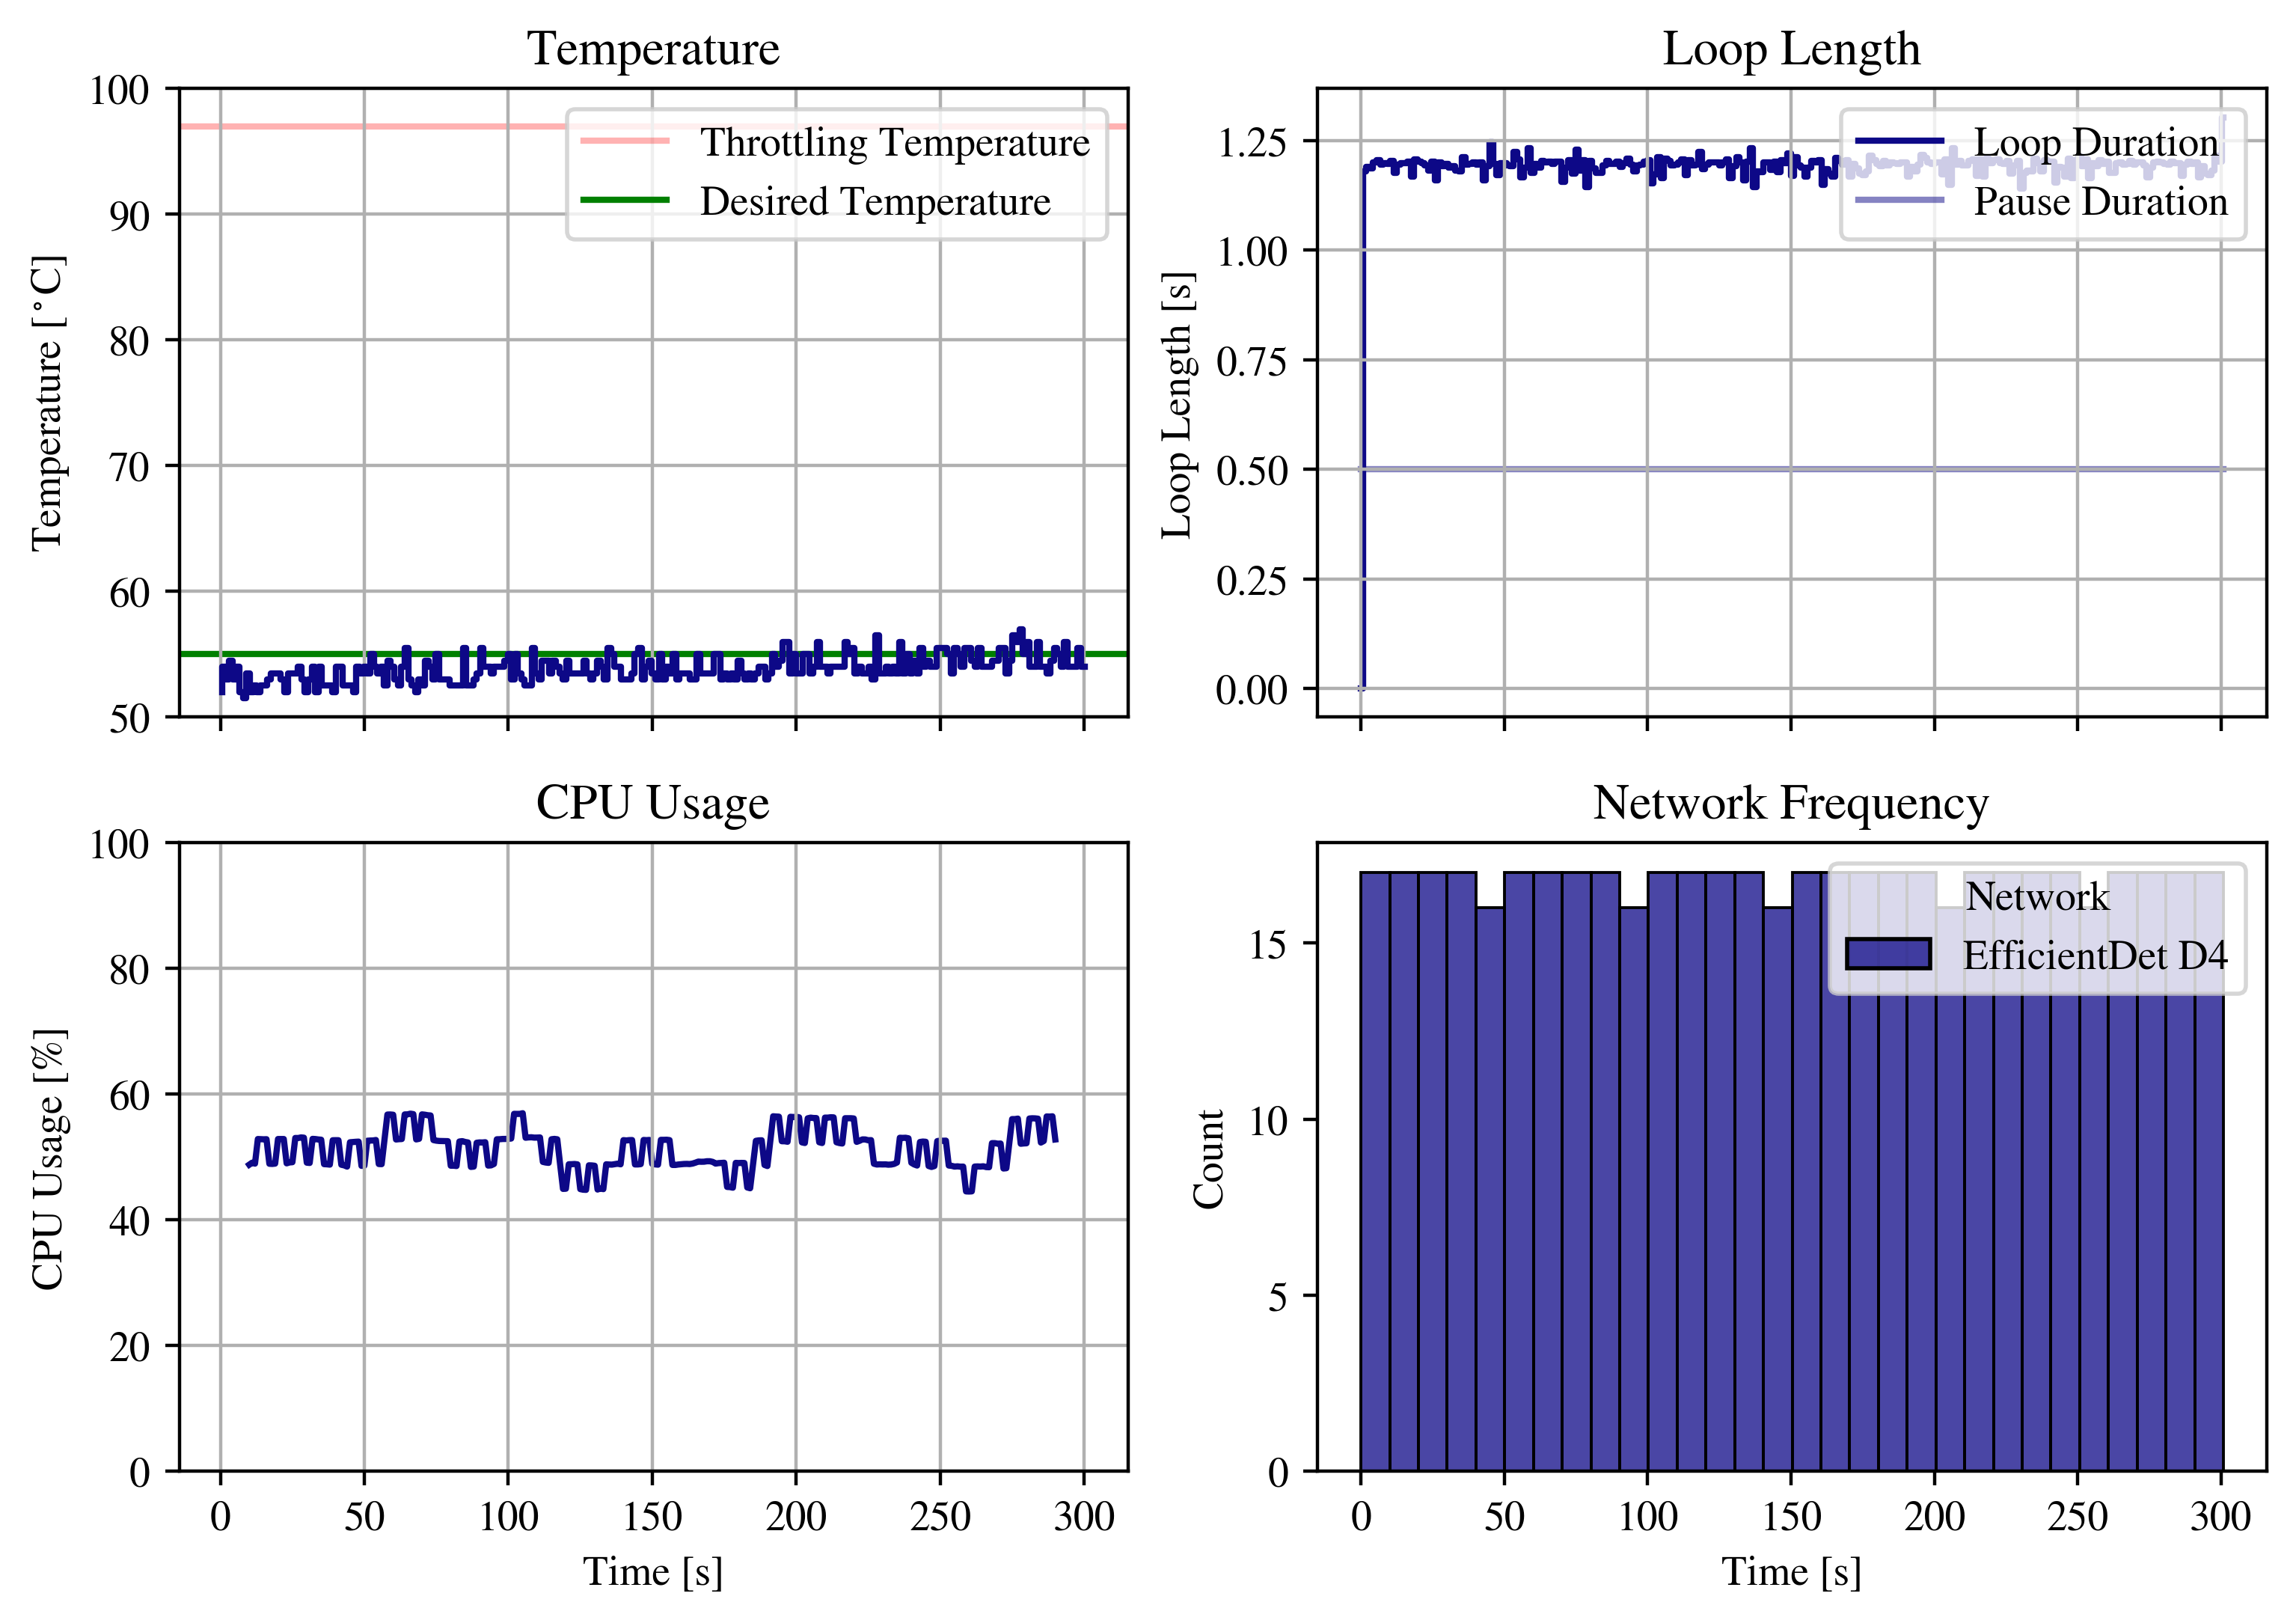 Temperature
100
90
80
70
60
50
Temperature [°C]
Throttling Temperature
Desired Temperature
Loop Length
1.25
1.00
0.75
0.50
0.25
0.00
Loop Length [s]
Loop Duration
Pause Duration
CPU Usage
100
80
60
40
20
0
CPU Usage [%]
0 50 100 150 200 250 300
Time [s]
Network Frequency
15
10
5
0
Count
Network
EfficientDet D4
0 50 100 150 200 250 300
Time [s]